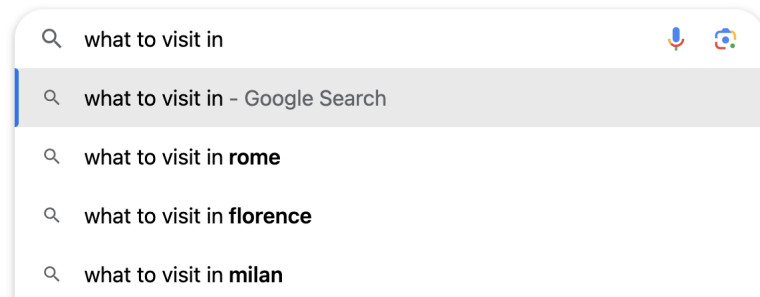 what to visit in
what to visit in - Google Search
what to visit in rome
what to visit in florence
what to visit in milan